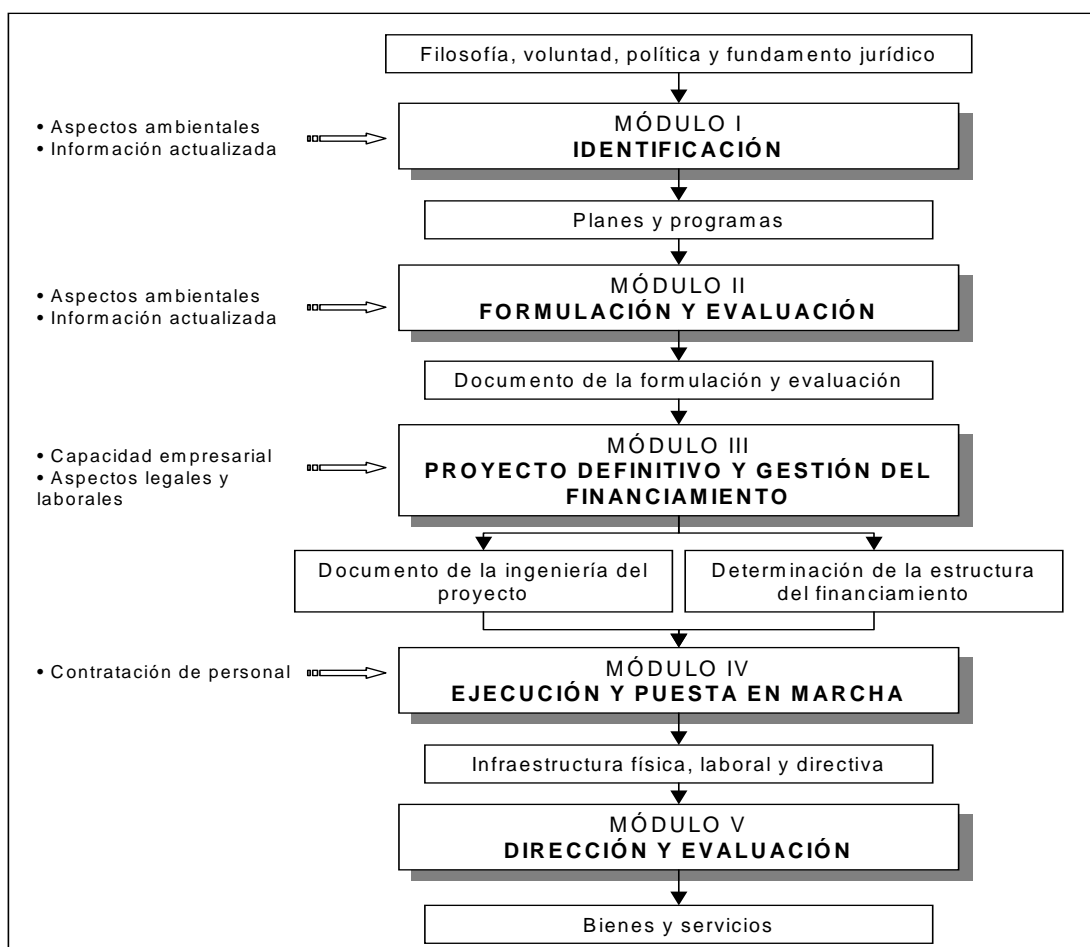 Filosofía, voluntad, política y fundamento jurídico
• Aspectos ambientales
• Información actualizada
MÓDULO I
IDENTIFICACIÓN
Planes y programas
• Aspectos ambientales
• Información actualizada
MÓDULO II
FORMULACIÓN Y EVALUACIÓN
Documento de la formulación y evaluación
• Capacidad empresarial
• Aspectos legales y
laborales
MÓDULO III
PROYECTO DEFINITIVO Y GESTIÓN DEL
FINANCIAMIENTO
Documento de la ingeniería del
proyecto
Determinación de la estructura
del financiamiento
• Contratación de personal
MÓDULO IV
EJECUCIÓN Y PUESTA EN MARCHA
Infraestructura física, laboral y directiva
MÓDULO V
DIRECCIÓN Y EVALUACIÓN
Bienes y servicios